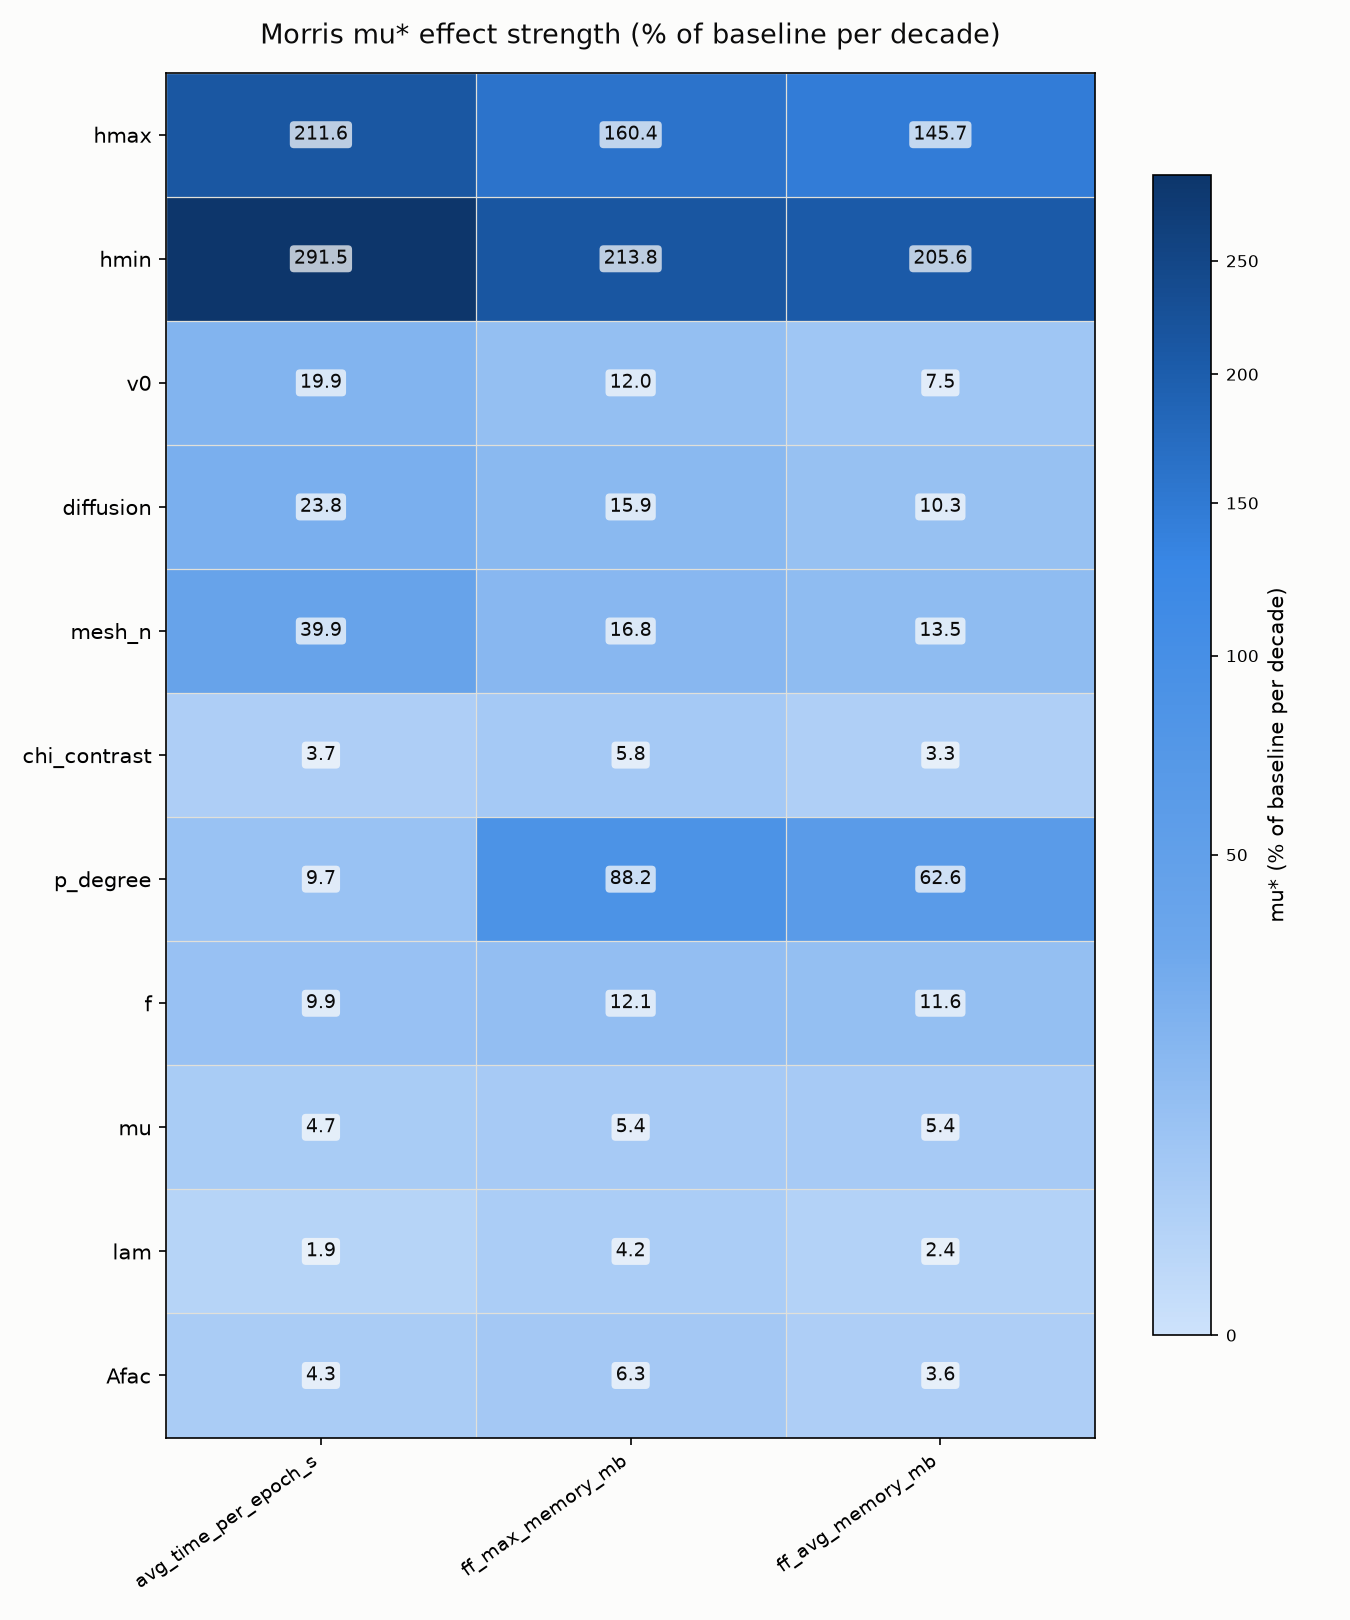 Morris mu* effect strength (% of baseline per decade)
hmax 211.6 160.4 145.7
hmin 291.5 213.8 205.6
v0 19.9 12.0 7.5
diffusion 23.8 15.9 10.3
mesh_n 39.9 16.8 13.5
chi_contrast 3.7 5.8 3.3
p_degree 9.7 88.2 62.6
f 9.9 12.1 11.6
mu 4.7 5.4 5.4
lam 1.9 4.2 2.4
Afac 4.3 6.3 3.6
avg_time_per_epoch_s
ff_max_memory_mb
ff_avg_memory_mb
250
200
150
100
50
0
mu* (% of baseline per decade)